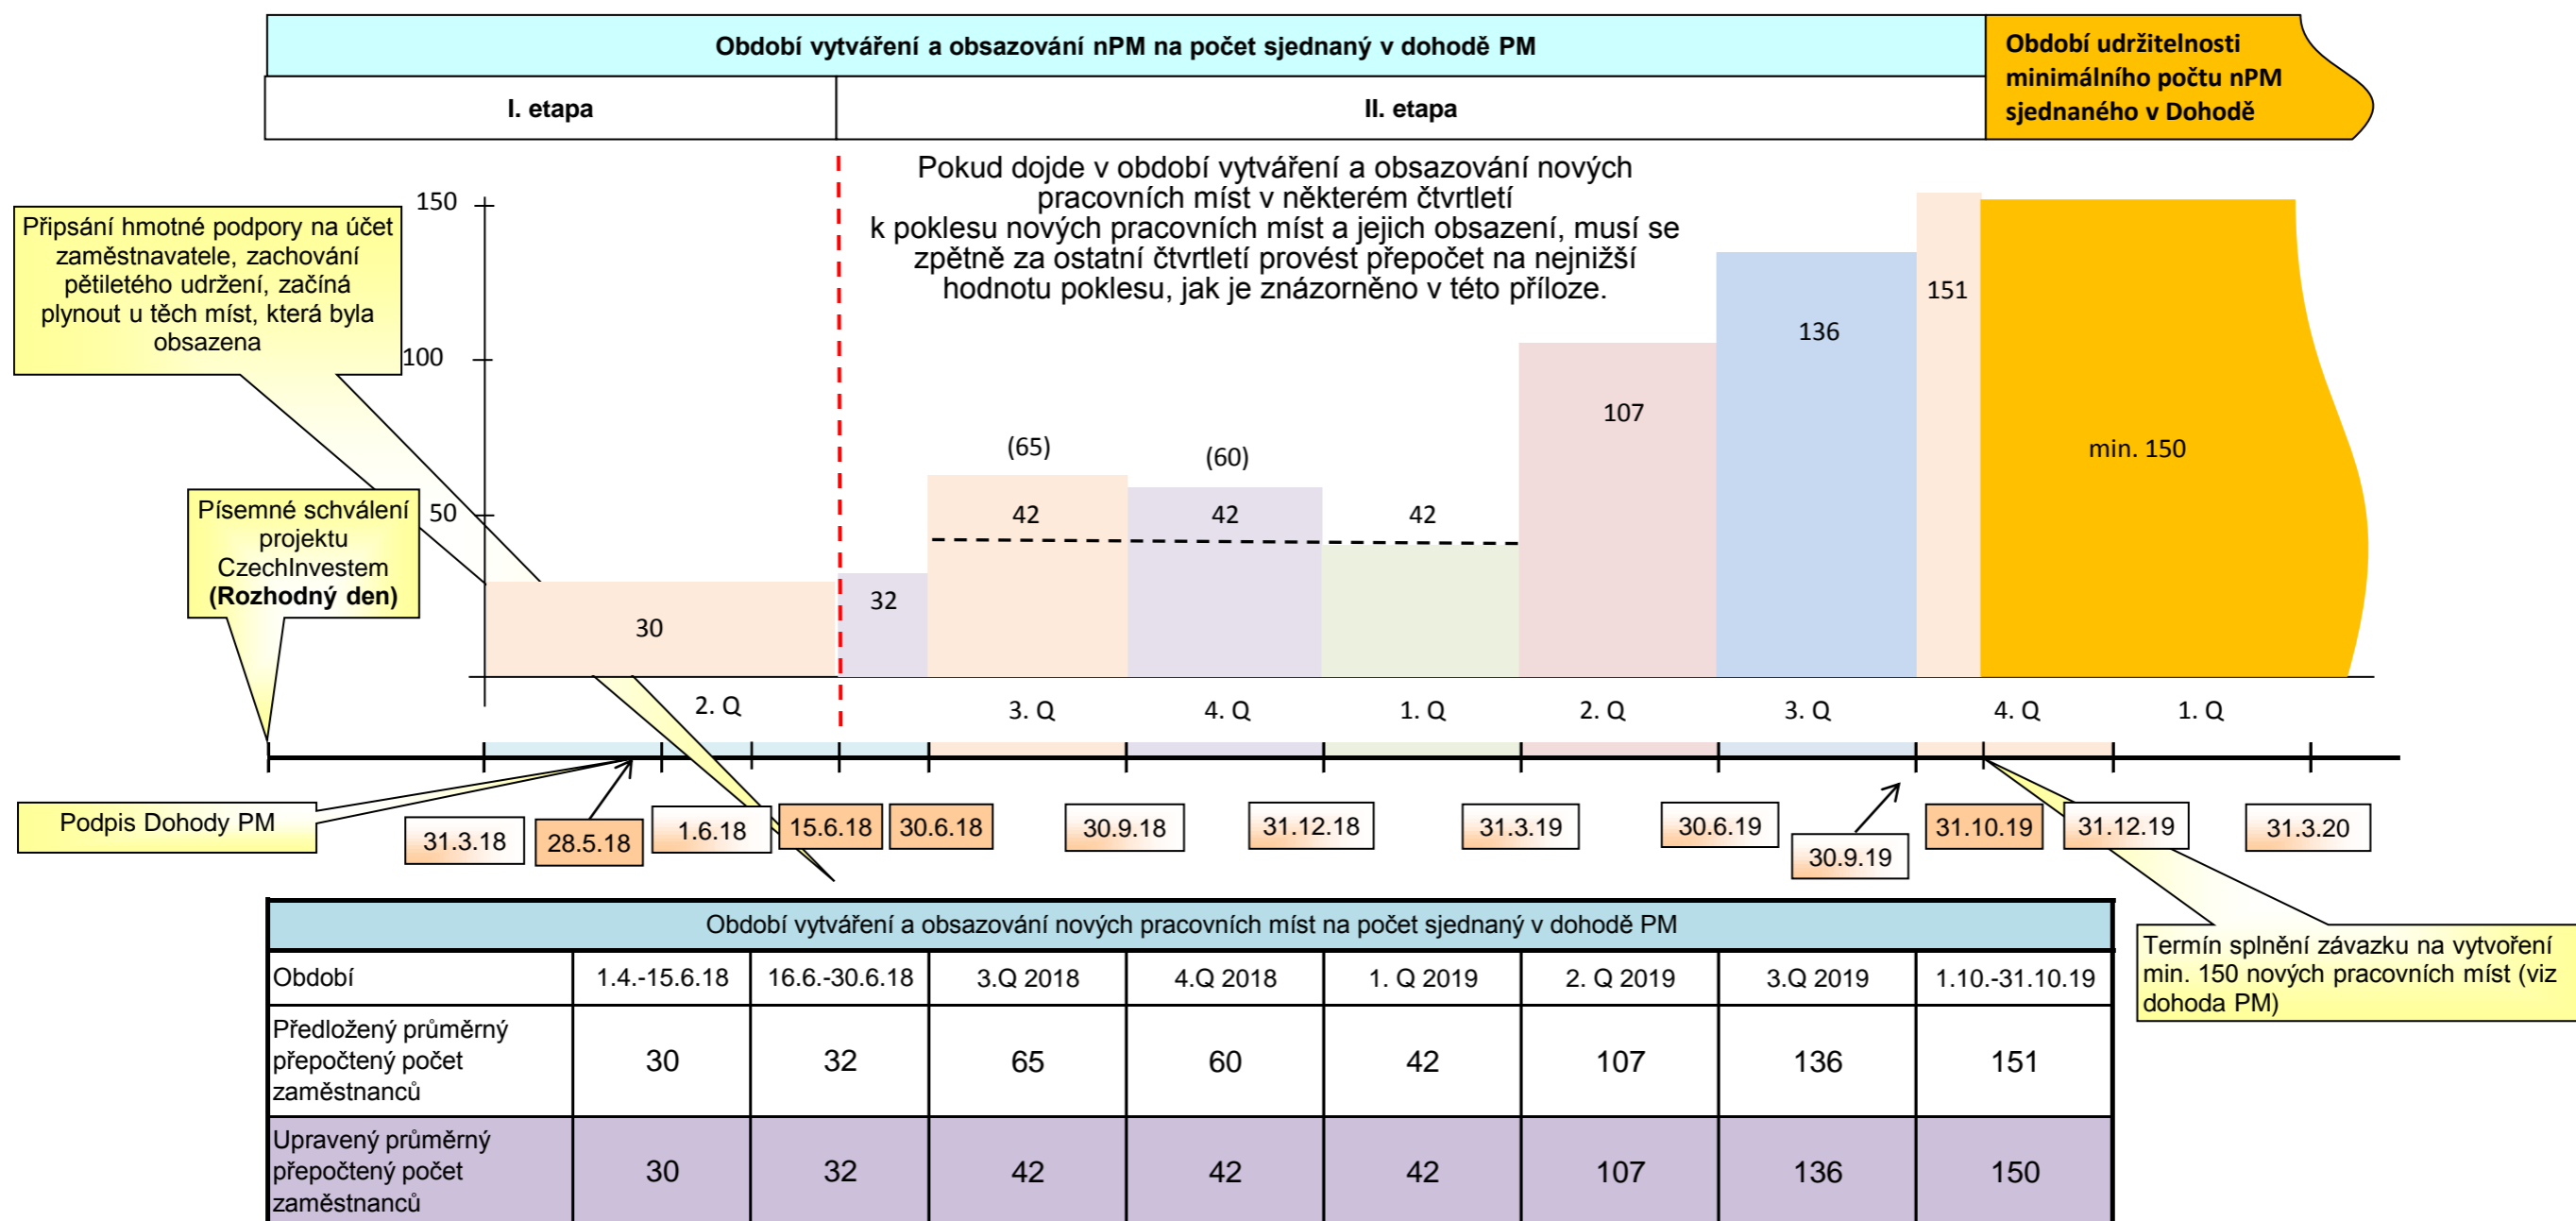 Období vytváření a obsazování nPM na počet sjednaný v dohodě PM
Období udržitelnosti
minimálního počtu nPM
sjednaného v Dohodě
I. etapa
II. etapa
Pokud dojde v období vytváření a obsazování nových
pracovních míst v některém čtvrtletí
k poklesu nových pracovních míst a jejich obsazení, musí se
zpětně za ostatní čtvrtletí provést přepočet na nejnižší
hodnotu poklesu, jak je znázorněno v této příloze.
Připsání hmotné podpory na účet
zaměstnavatele, zachování
pětiletého udržení, začíná
plynout u těch míst, která byla
obsazena
150
100
50
Písemné schválení
projektu
CzechInvestem
(Rozhodný den)
30
32
(65)
42
(60)
42
42
107
136
151
min. 150
2. Q
3. Q
4. Q
1. Q
2. Q
3. Q
4. Q
1. Q
Podpis Dohody PM
31.3.18
28.5.18
1.6.18
15.6.18
30.6.18
30.9.18
31.12.18
31.3.19
30.6.19
30.9.19
31.10.19
31.12.19
31.3.20
Termín splnění závazku na vytvoření
min. 150 nových pracovních míst (viz
dohoda PM)
Období vytváření a obsazování nových pracovních míst na počet sjednaný v dohodě PM
Období 1.4.-15.6.18 16.6.-30.6.18 3.Q 2018 4.Q 2018 1. Q 2019 2. Q 2019 3.Q 2019 1.10.-31.10.19
Předložený průměrný
přepočtený počet
zaměstnanců
30 32 65 60 42 107 136 151
Upravený průměrný
přepočtený počet
zaměstnanců
30 32 42 42 42 107 136 150